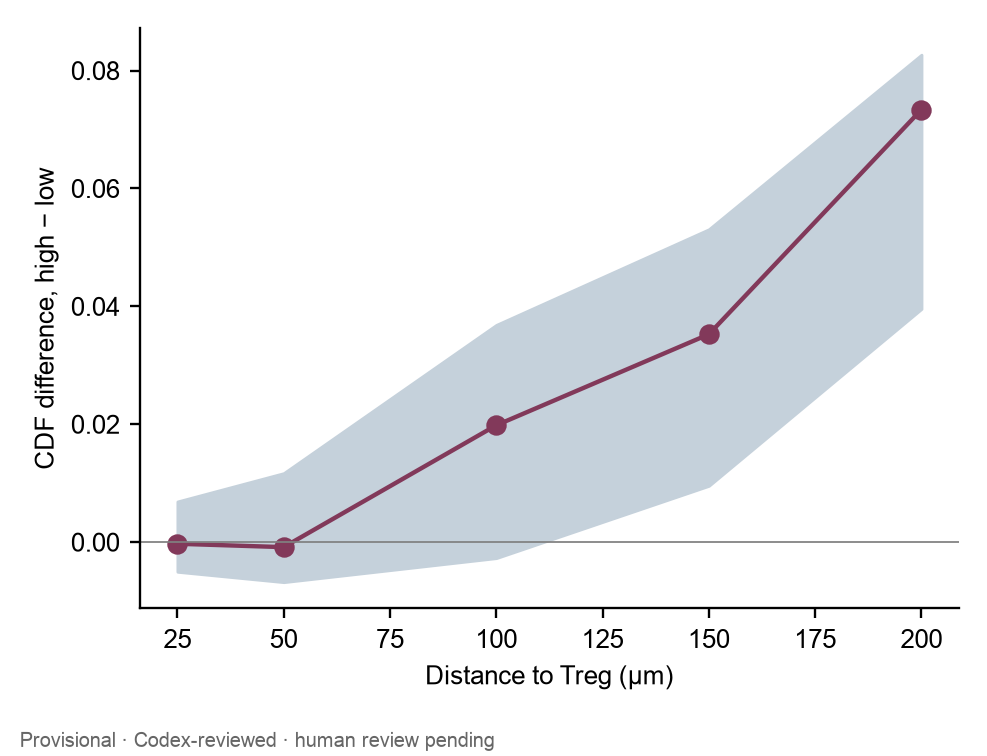 0.08
0.06
0.04
0.02
0.00
CDF difference, high − low
25 50 75 100 125 150 175 200
Distance to Treg (μm)
Provisional · Codex-reviewed · human review pending